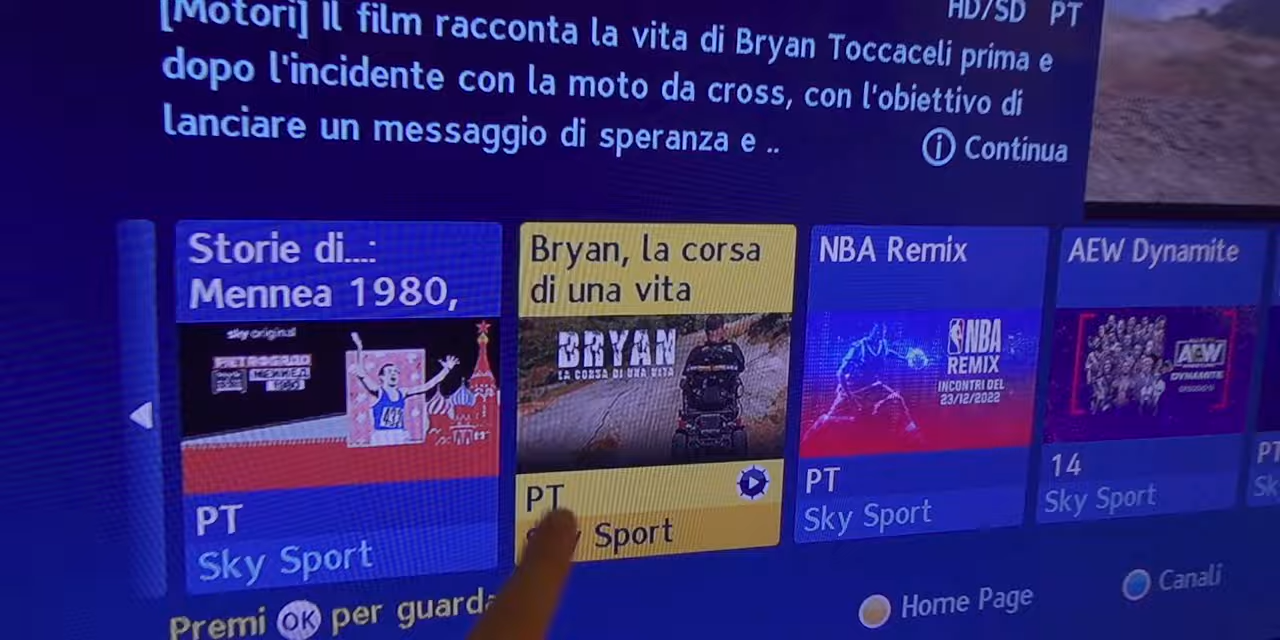 HD/SD PT
[Motori] Il film racconta la vita di Bryan Toccaceli prima e
dopo l'incidente con la moto da cross, con l'obiettivo di
lanciare un messaggio di speranza e ..
i Continua
Storie di...:
Mennea 1980,
sky original
PT
Sky Sport
Bryan, la corsa
di una vita
BRYAN
LA CORSA DI UNA VITA
PT
Sport
NBA Remix
NBA
REMIX
INCONTRI DEL
23/12/2022
PT
Sky Sport
AEW Dynamite
AEW
DYNAMITE
14
Sky Sport
PT
Premi OK per guarda
Home Page
Canali